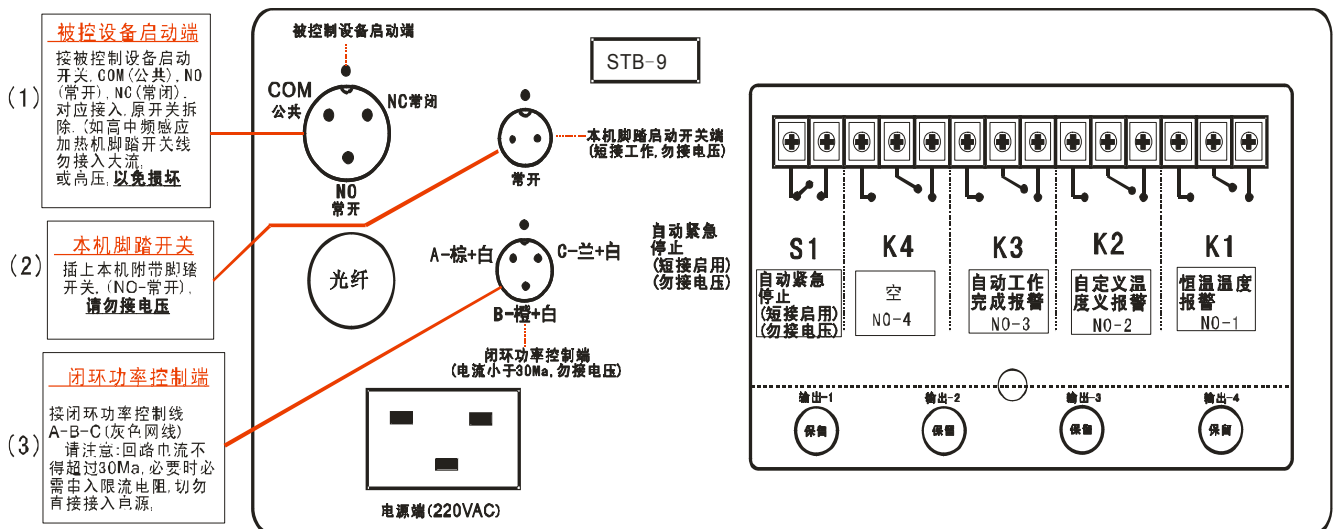 (1)
被控设备启动端
接被控制设备启动
开关. COM(公共), NO
(常开), NC(常闭).
对应接入. 原开关拆
除. (如高中频感应
加热机脚踏开关线
勿接入大流,
或高压, 以免损坏
(2)
本机脚踏开关
插上本机附带脚踏
开关. (NO-常开).
请勿接电压
(3)
闭环功率控制端
接闭环功率控制线
A-B-C(灰色网线)
请注意:回路电流不
得超过30Ma, 必要时必
需串入限流电阻, 切勿
直接接入电源,
被控制设备启动端
COM
公共
NC常闭
NO
常开
STB-9
本机脚踏启动开关端
(短接工作, 勿接电压)
常开
光纤
A-棕+白
C-兰+白
B-橙+白
闭环功率控制端
(电流小于30Ma, 勿接电压)
自动紧急
停止
(短接启用)
(勿接电压)
电源端(220VAC)
S1
K4
K3
K2
K1
自动紧急
停止
(短接启用)
(勿接电压)
空
NO-4
自动工作
完成报警
NO-3
自定义温
度义报警
NO-2
恒温温度
报警
NO-1
输出-1
输出-2
输出-3
输出-4
保留
保留
保留
保留